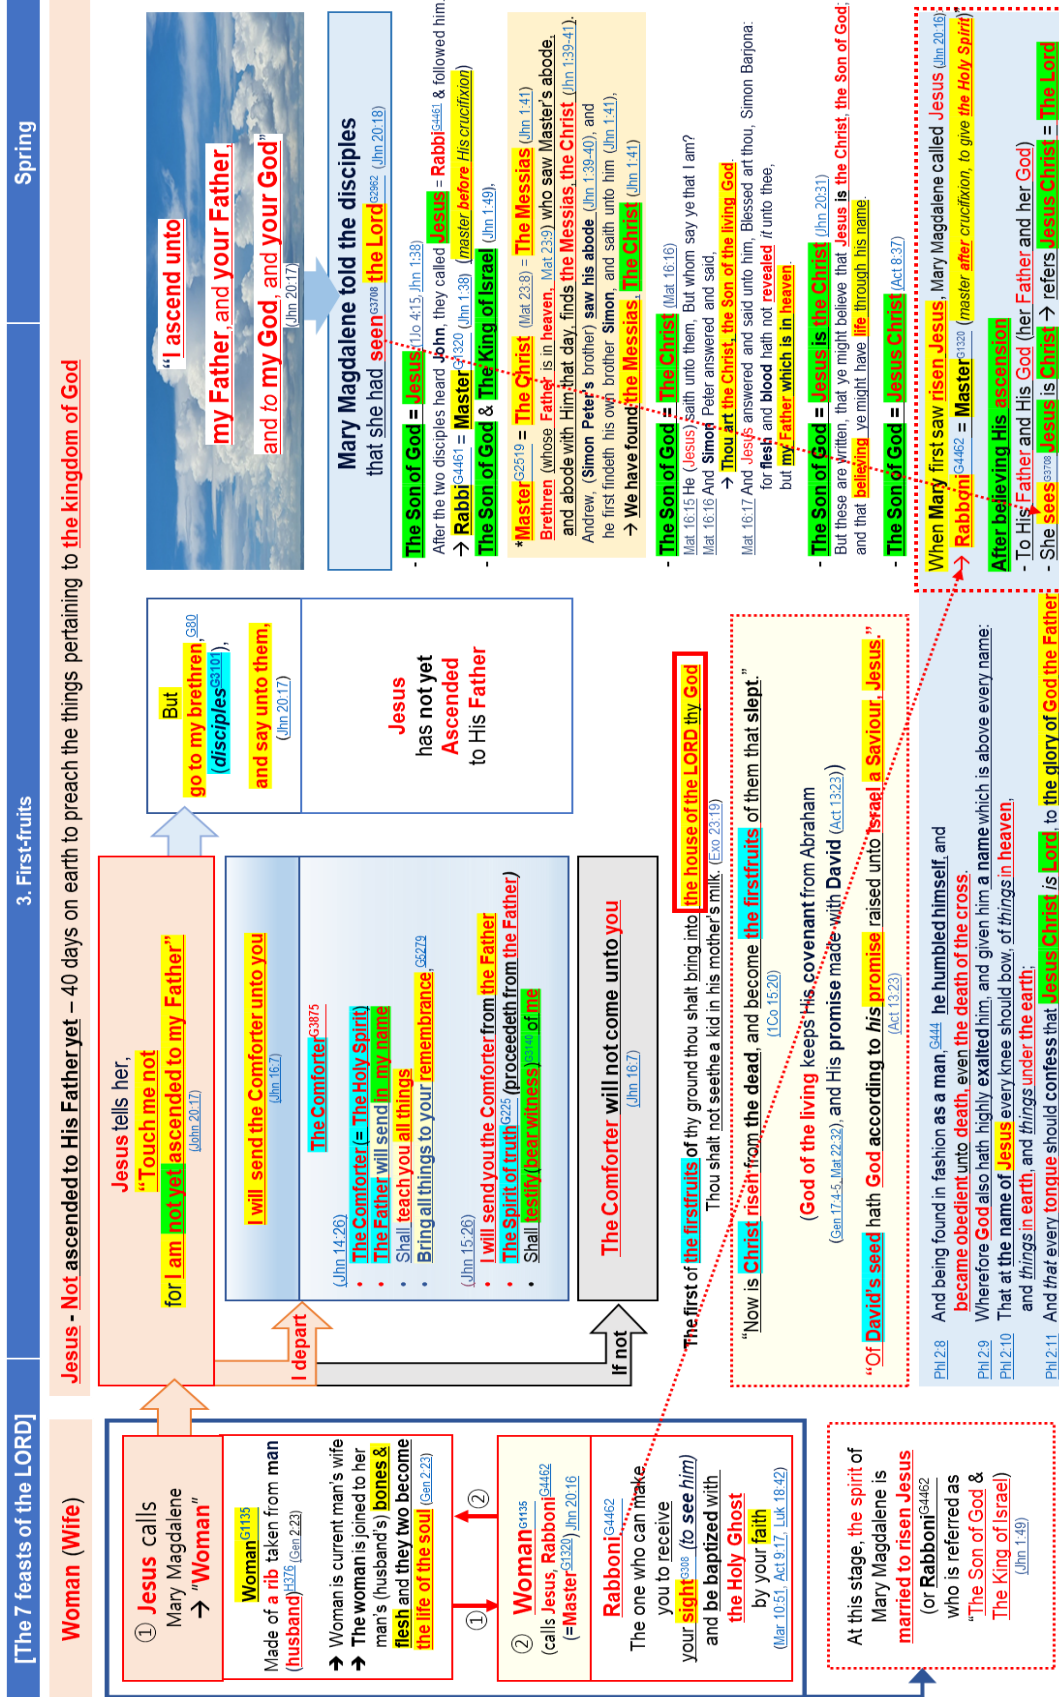 [The 7 feasts of the LORD]
3. First-fruits
Spring
Woman (Wife)
Jesus - Not ascended to His Father yet – 40 days on earth to preach the things pertaining to the kingdom of God
① Jesus calls
Mary Magdalene
→ “Woman”
Woman G1135
Made of a rib taken from man
(husband) H376 (Gen 2:23)
➔ Woman is current man's wife
➔ The woman is joined to her
man's (husband's) bones &
flesh and they two become
the life of the soul (Gen 2:23)
①
②
② Woman G1135
(calls Jesus, Rabboni G4462
(=Master G1320) Jhn 20:16
Rabboni G4462
The one who can make
you to receive
your sight G308 (to see him)
and be baptized with
the Holy Ghost
by your faith
(Mar 10:51, Act 9:17, Luk 18:42)
At this stage, the spirit of
Mary Magdalene is
married to risen Jesus
(or Rabboni G4462
who is referred as
“The Son of God &
The King of Israel)
(Jhn 1:49)
Jesus tells her,
“Touch me not
for I am not yet ascended to my Father”
(John 20:17)
I depart
If not
I will send the Comforter unto you
(Jhn 16:7)
The Comforter G3875
(Jhn 14:26)
• The Comforter (= The Holy Spirit)
• The Father will send in my name
• Shall teach you all things
• Bring all things to your remembrance, G5279
(Jhn 15:26)
• I will send you the Comforter from the Father
• The Spirit of truth G225 (proceedeth from the Father)
• Shall testify(bear witness) G3140 of me
The Comforter will not come unto you
(Jhn 16:7)
But
go to my brethren, G80
(disciples G3101),
and say unto them,
(Jhn 20:17)
Jesus
has not yet
Ascended
to His Father
The first of the firstfruits of thy ground thou shalt bring into the house of the LORD thy God
Thou shalt not seethe a kid in his mother's milk. (Exo 23:19)
“Now is Christ risen from the dead, and become the firstfruits of them that slept.”
(1Co 15:20)
(God of the living keeps His covenant from Abraham
(Gen 17:4-5, Mat 22:32), and His promise made with David (Act 13:23))
“Of David's seed hath God according to his promise raised unto Israel a Saviour, Jesus.”
(Act 13:23)
Phl 2:8 And being found in fashion as a man, G444 he humbled himself, and
became obedient unto death, even the death of the cross.
Phl 2:9 Wherefore God also hath highly exalted him, and given him a name which is above every name:
Phl 2:10 That at the name of Jesus every knee should bow, of things in heaven,
and things in earth, and things under the earth;
Phl 2:11 And that every tongue should confess that Jesus Christ is Lord to the glory of God the Father
“I ascend unto
my Father, and your Father,
and to my God, and your God”
(Jhn 20:17)
Mary Magdalene told the disciples
that she had seen G3708 the Lord G2962 (Jhn 20:18)
- The Son of God = Jesus (1Jo 4:15, Jhn 1:38)
After the two disciples heard John, they called Jesus = Rabbi G4461 & followed him.
→ Rabbi G4461 = Master G1320 (Jhn 1:38) (master before His crucifixion)
- The Son of God & The King of Israel (Jhn 1:49),
*Master G2519 = The Christ (Mat 23:8) = The Messias (Jhn 1:41)
Brethren (whose Father is in heaven, Mat 23:9) who saw Master's abode,
and abode with Him that day, finds the Messias, the Christ (Jhn 1:39-41).
Andrew, (Simon Peter's brother) saw his abode (Jhn 1:39-40), and
he first findeth his own brother Simon, and saith unto him (Jhn 1:41),
→ We have found the Messias, The Christ (Jhn 1:41)
- The Son of God = The Christ (Mat 16:16)
Mat 16:15 He (Jesus) saith unto them, But whom say ye that I am?
Mat 16:16 And Simon Peter answered and said,
→ Thou art the Christ, the Son of the living God.
Mat 16:17 And Jesus answered and said unto him, Blessed art thou, Simon Barjona:
for flesh and blood hath not revealed it unto thee,
but my Father which is in heaven.
- The Son of God = Jesus is the Christ (Jhn 20:31)
But these are written, that ye might believe that Jesus is the Christ, the Son of God;
and that believing ye might have life through his name.
- The Son of God = Jesus Christ (Act 8:37)
When Mary first saw risen Jesus, Mary Magdalene called Jesus (Jhn 20:16)
→ Rabboni G4462 = Master G1320 (master after crucifixion, to give the Holy Spirit)
After believing His ascension
- To His Father and His God (her Father and her God)
- She sees G3708 Jesus is Christ → refers Jesus Christ = The Lord